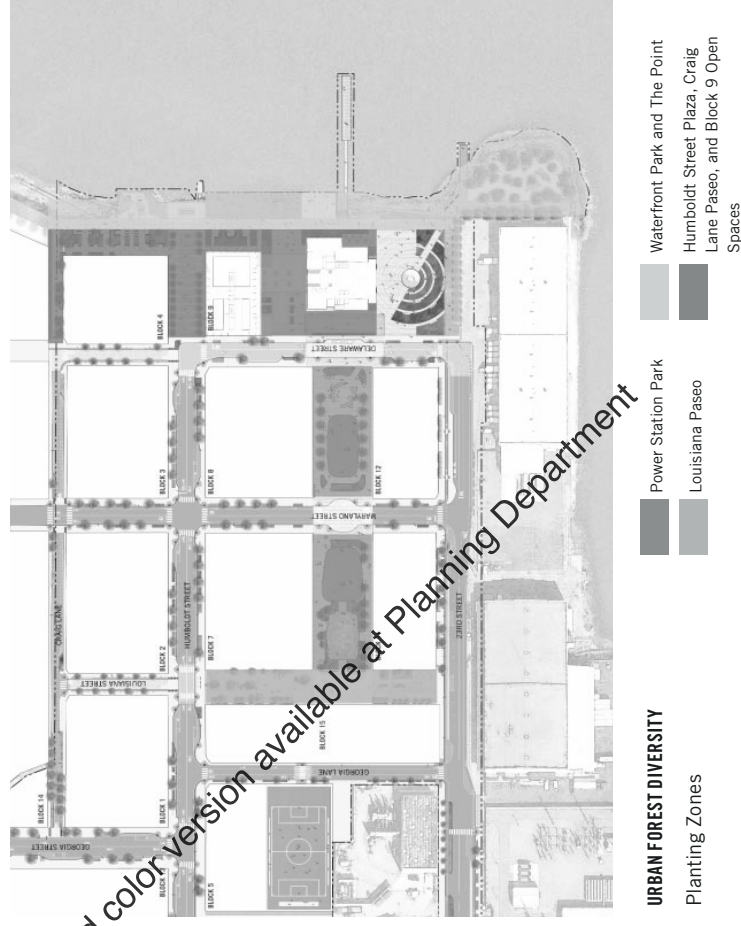 BLOCK 14
GEORGIA STREET
CRAIG LANE
LOUISIANA STREET
BLOCK 1
BLOCK 2
BLOCK 3
BLOCK 4
HUMBOLDT STREET
BLOCK 5
BLOCK 7
BLOCK 8
BLOCK 9
BLOCK 15
BLOCK 12
GEORGIA LANE
MARYLAND STREET
DELAWARE STREET
23RD STREET
color version available at Planning Department
URBAN FOREST DIVERSITY
Planting Zones
Power Station Park
Louisiana Paseo
Waterfront Park and The Point
Humboldt Street Plaza, Craig
Lane Paseo, and Block 9 Open
Spaces